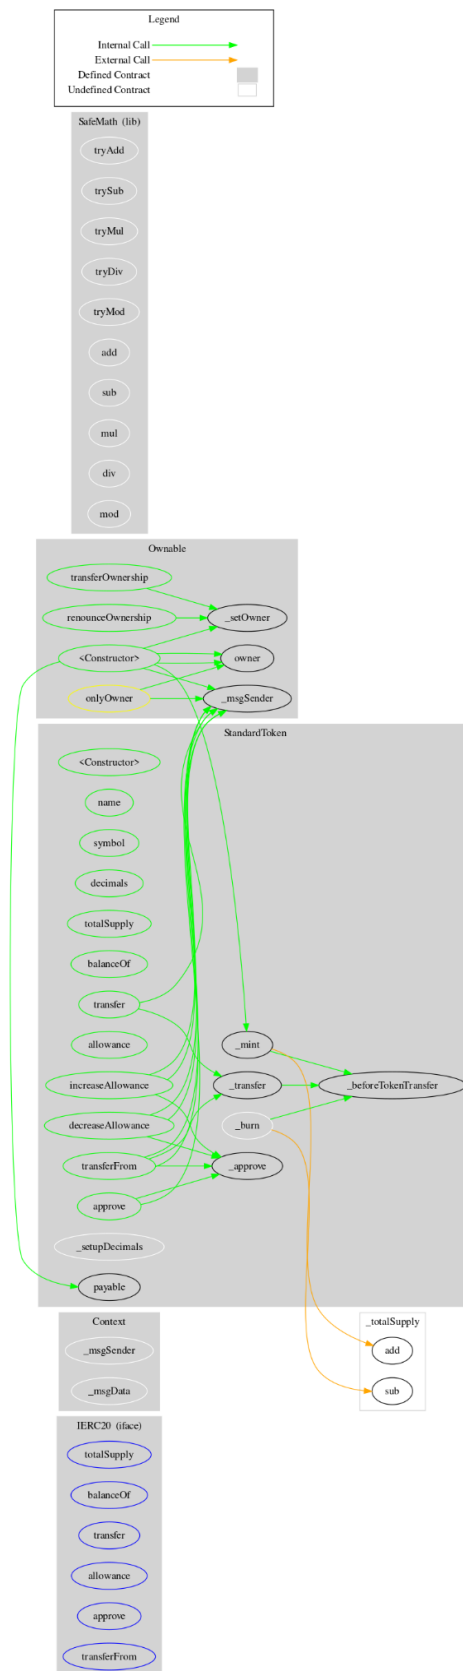 Legend
Internal Call
External Call
Defined Contract
Undefined Contract
SafeMath (lib)
tryAdd
trySub
tryMul
tryDiv
tryMod
add
sub
mul
div
mod
Ownable
transferOwnership
renounceOwnership
_setOwner
<Constructor>
owner
onlyOwner
_msgSender
StandardToken
<Constructor>
name
symbol
decimals
totalSupply
balanceOf
transfer
allowance
_mint
increaseAllowance
_transfer
_beforeTokenTransfer
decreaseAllowance
_burn
transferFrom
_approve
approve
_setupDecimals
payable
Context
_msgSender
_msgData
_totalSupply
add
sub
IERC20 (iface)
totalSupply
balanceOf
transfer
allowance
approve
transferFrom